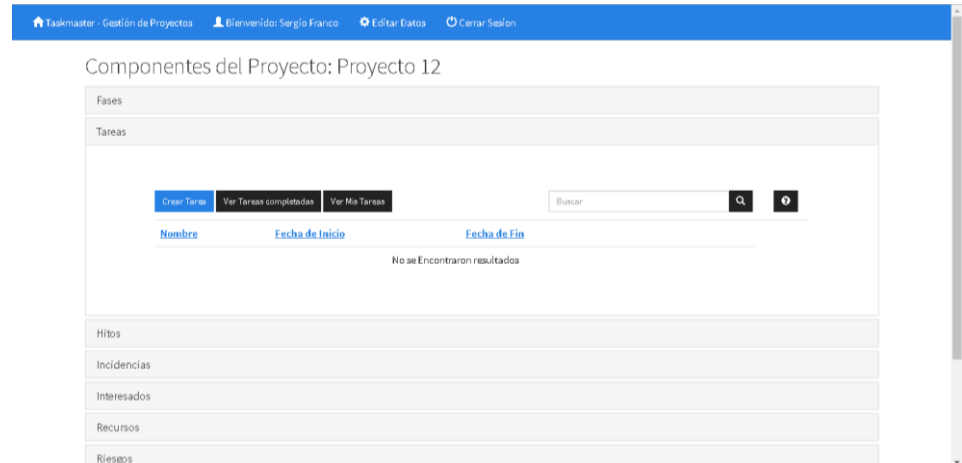 Taskmaster - Gestión de Proyectos Bienvenido: Sergio Franco Editar Datos Cerrar Sesion
Componentes del Proyecto: Proyecto 12
Fases
Tareas
Crear Tarea Ver Tareas completadas Ver Mis Tareas Buscar
Nombre Fecha de Inicio Fecha de Fin
No se Encontraron resultados
Hitos
Incidencias
Interesados
Recursos
Riesgos